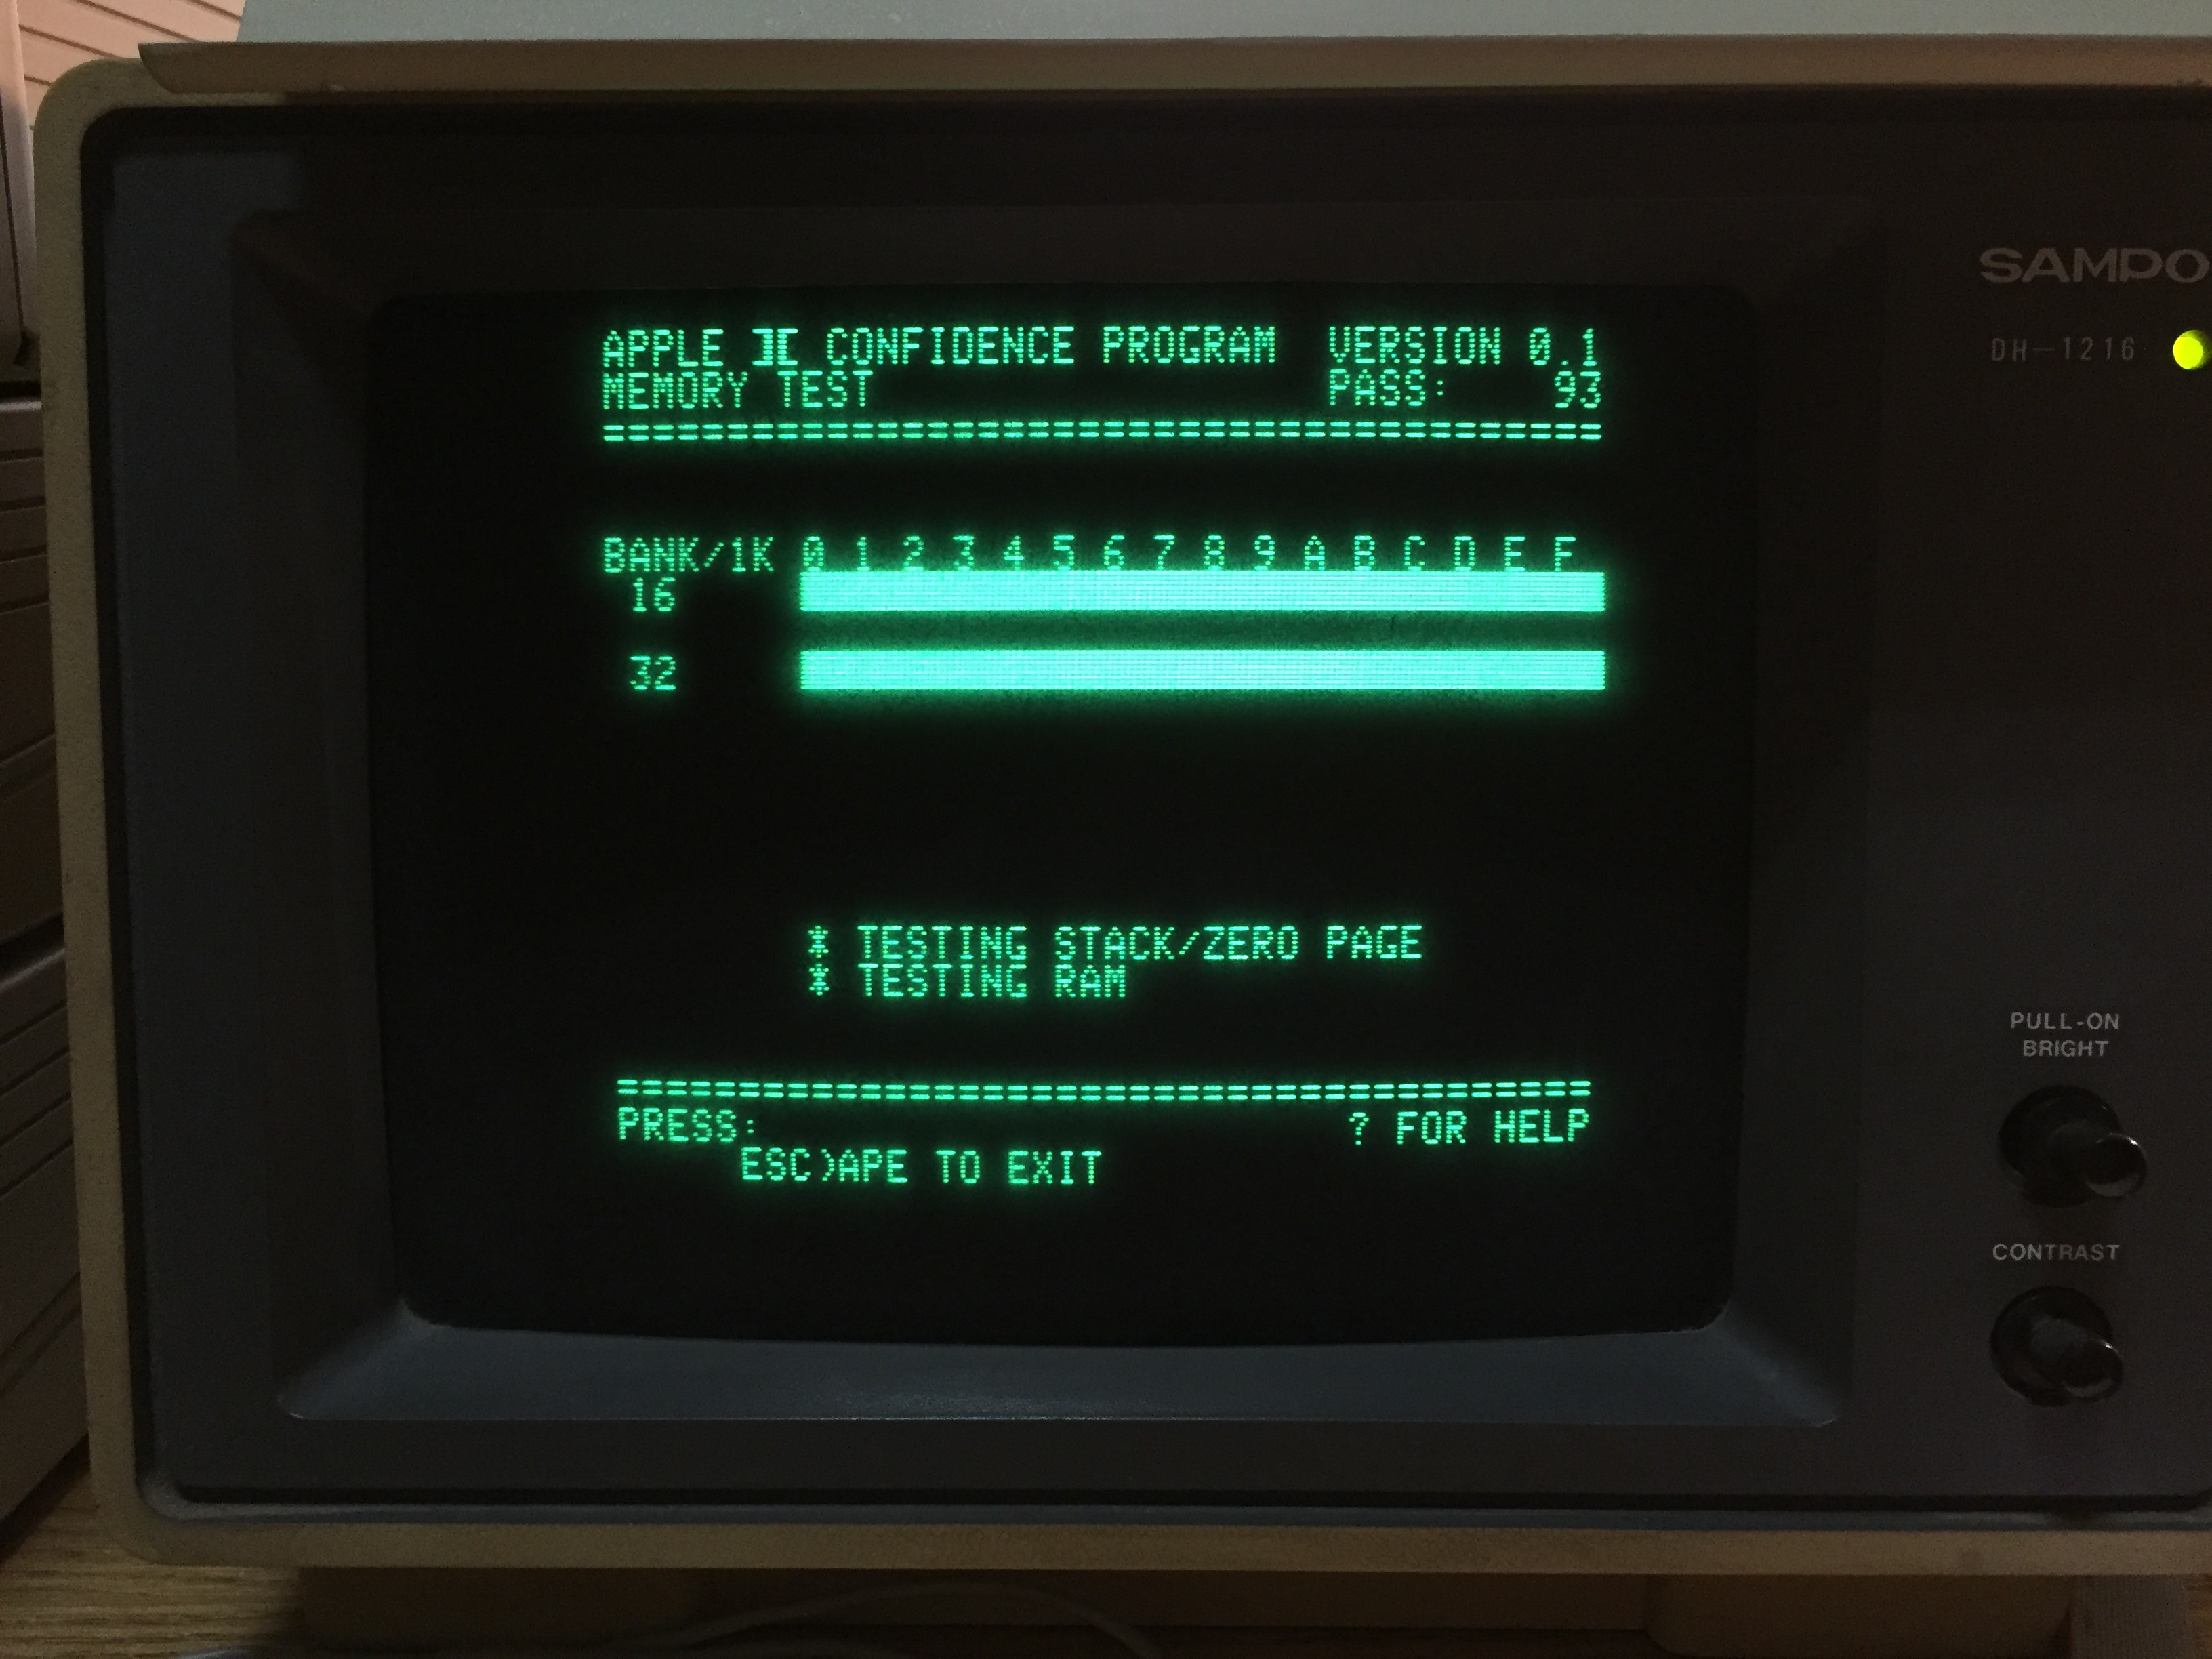 APPLE ][ CONFIDENCE PROGRAM VERSION 0.1
MEMORY TEST PASS: 93
========================================
BANK/1K 0 1 2 3 4 5 6 7 8 9 A B C D E F
16
32
* TESTING STACK/ZERO PAGE
* TESTING RAM
========================================
PRESS: ? FOR HELP
ESC)APE TO EXIT
SAMPO
DH-1216
PULL-ON
BRIGHT
CONTRAST